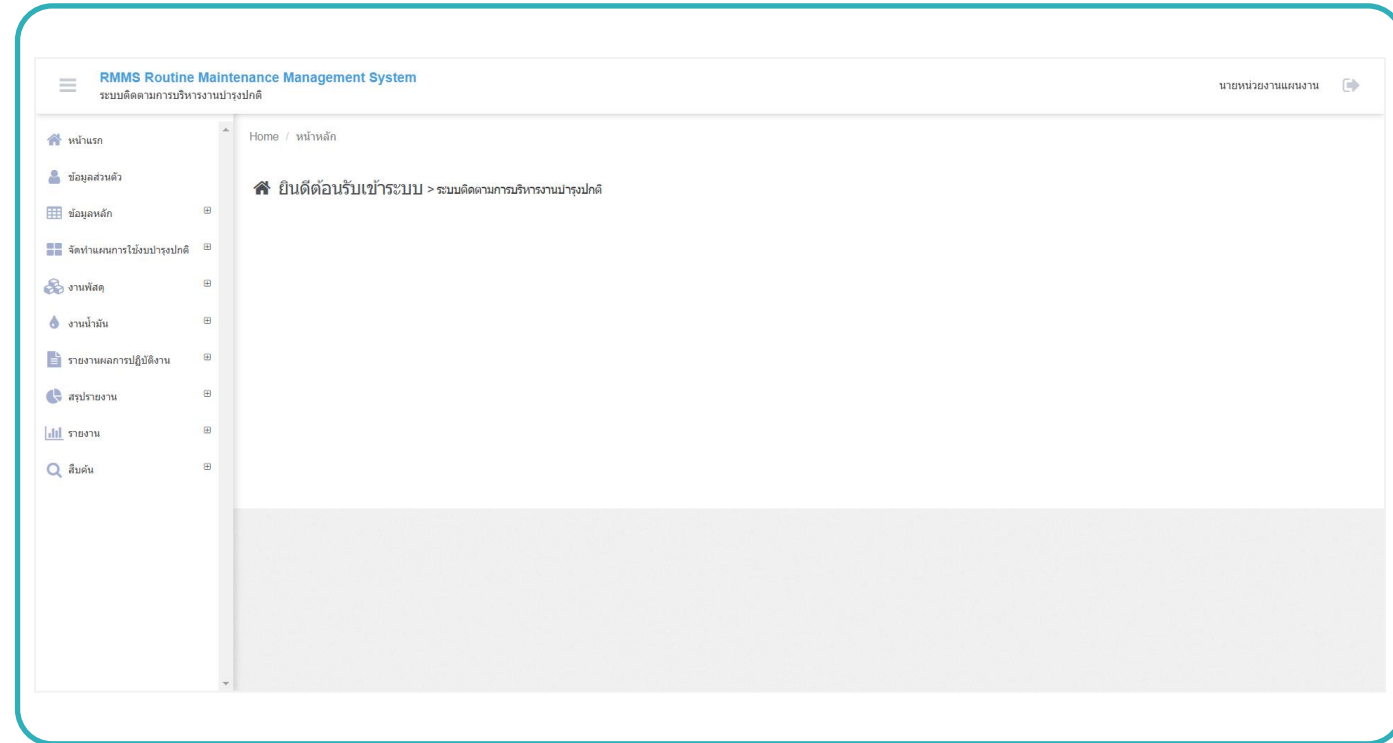 RMMS Routine Maintenance Management System
ระบบติดตามการบริหารงานบำรุงปกติ
นายหน่วยงานแผนงาน
หน้าแรก
ข้อมูลส่วนตัว
ข้อมูลหลัก
จัดทำแผนการใช้งบบำรุงปกติ
งานพัสดุ
งานน้ำมัน
รายงานผลการปฏิบัติงาน
สรุปรายงาน
รายงาน
สืบค้น
Home / หน้าหลัก
ยินดีต้อนรับเข้าระบบ > ระบบติดตามการบริหารงานบำรุงปกติ